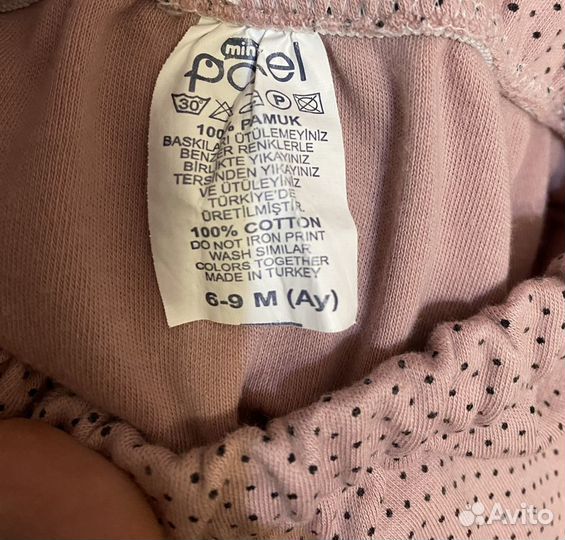 mini
poel
30°
P
100% PAMUK
BASKILARI ÜTÜLEMEYİNİZ
BENZER RENKLERLE
BİRLİKTE YIKAYINIZ
TERSİNDEN YIKAYINIZ
VE ÜTÜLEYİNİZ
TÜRKİYE'DE
ÜRETİLMİŞTİR.
100% COTTON
DO NOT IRON PRINT
WASH SIMILAR
COLORS TOGETHER
MADE IN TURKEY
6-9 M (Ay)
Avito